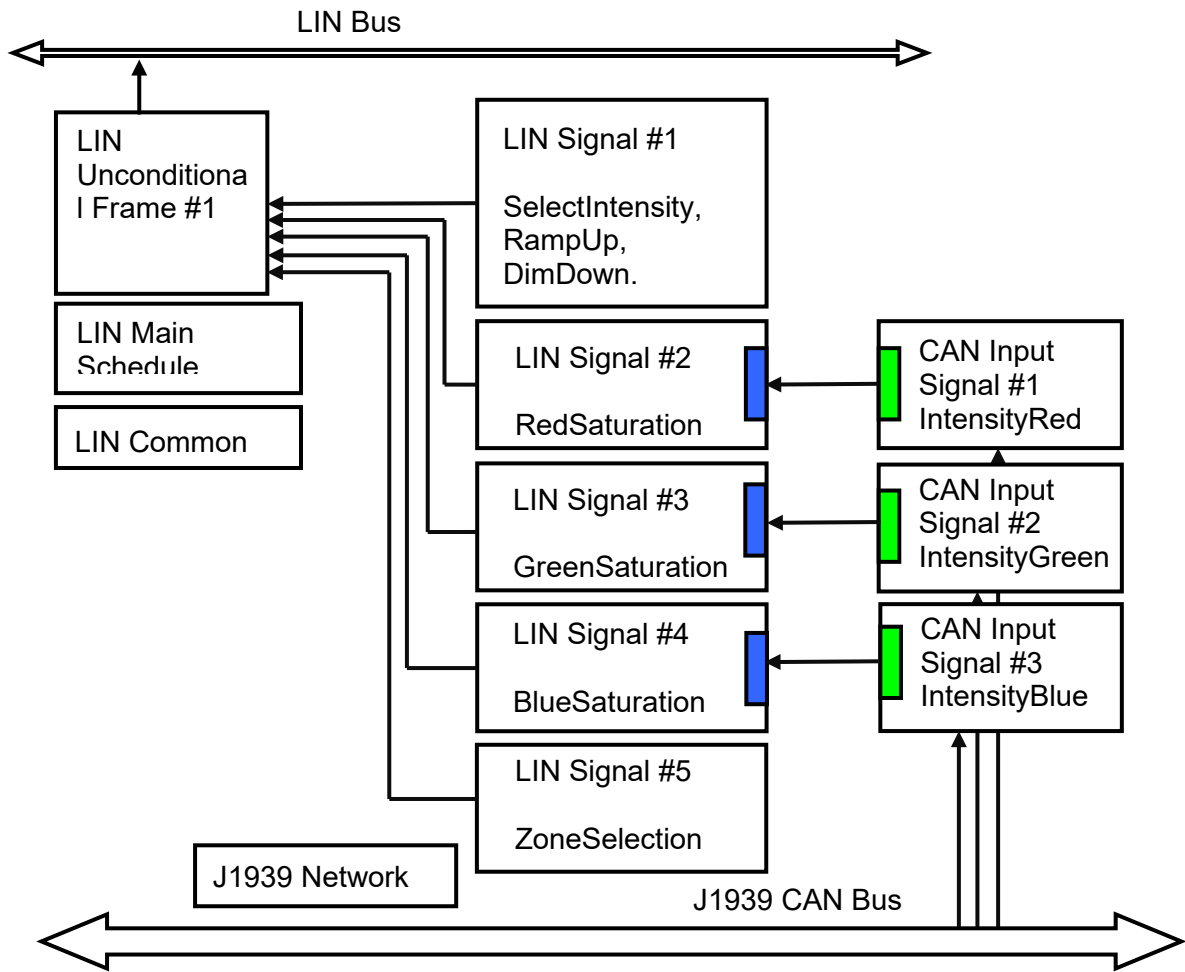 LIN Bus
LIN
Unconditiona
l Frame #1
LIN Signal #1
SelectIntensity,
RampUp,
DimDown.
LIN Main
Schedule
LIN Signal #2
RedSaturation
CAN Input
Signal #1
IntensityRed
LIN Common
LIN Signal #3
GreenSaturation
CAN Input
Signal #2
IntensityGreen
LIN Signal #4
BlueSaturation
CAN Input
Signal #3
IntensityBlue
LIN Signal #5
ZoneSelection
J1939 Network
J1939 CAN Bus